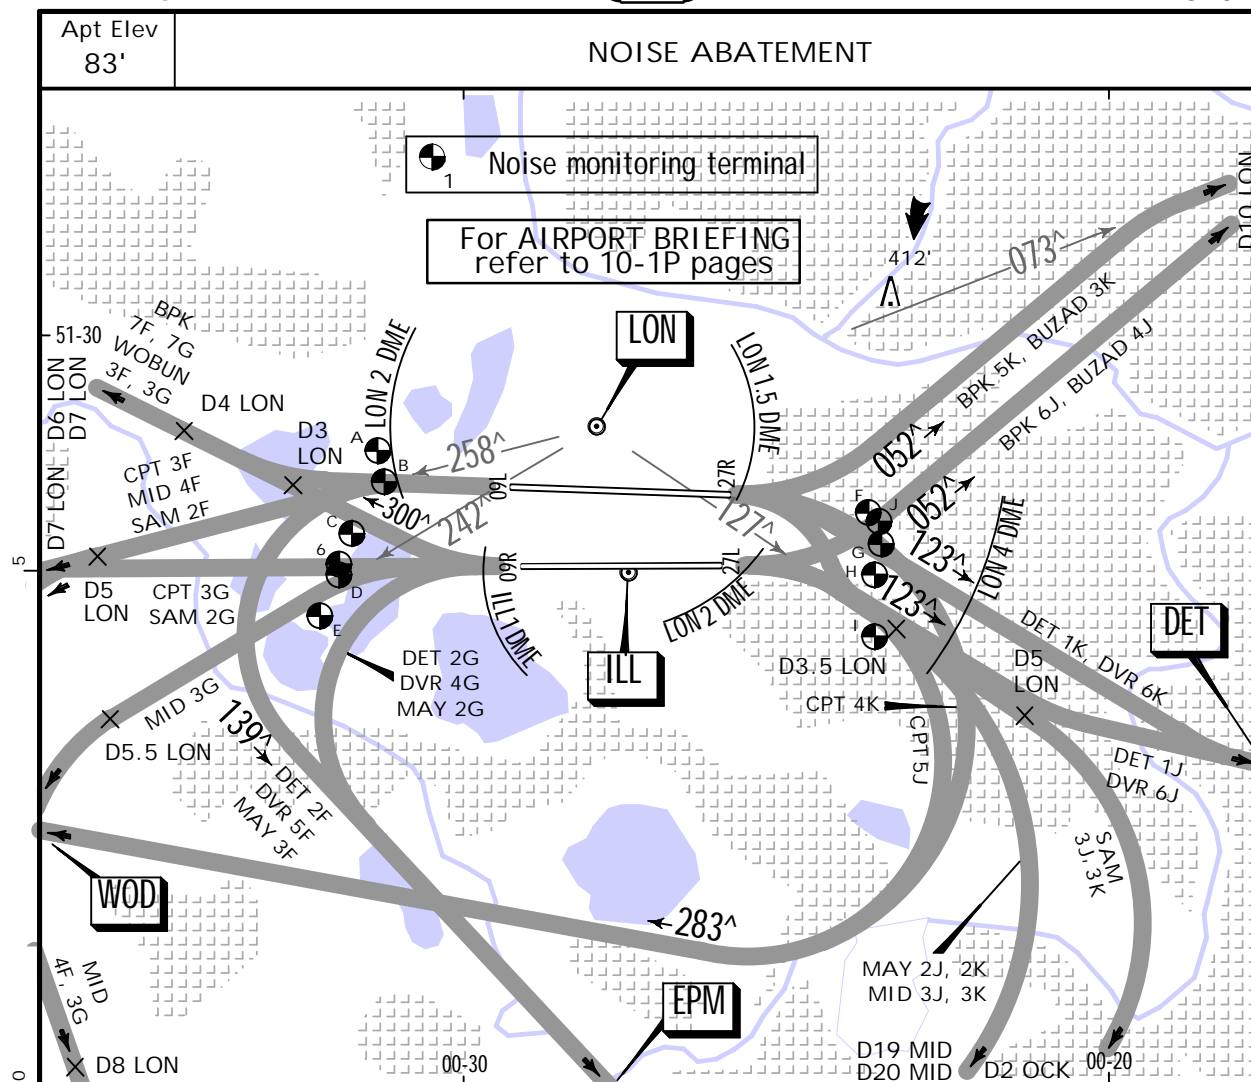 Apt Elev
83'
NOISE ABATEMENT
1
Noise monitoring terminal
For AIRPORT BRIEFING
refer to 10-1P pages
412'
073^
D10 LON
BPK 5K, BUZAD 3K
BPK 6J, BUZAD 4J
BPK
7F, 7G
WOBUN
3F, 3G
51-30
D6 LON
D7 LON
D7 LON
LON 2 DME
LON
LON 1.5 DME
D4 LON
D3
LON
A
B
258^
CPT 3F
MID 4F
SAM 2F
09L
27R
052^
052^
300^
242^
127^
F
J
C
G
123^
LON 4 DME
6
D
H
123^
5
09R
27L
D5
LON
CPT 3G
SAM 2G
E
ILL 1 DME
LON 2 DME
I
DET 1K, DVR 6K
DET
DET 2G
DVR 4G
MAY 2G
ILL
D3.5 LON
D5
LON
MID 3G
CPT 4K
CPT 5J
139^
D5.5 LON
DET 1J
DVR 6J
DET 2F
DVR 5F
MAY 3F
SAM
3J, 3K
WOD
283^
MAY 2J, 2K
MID 3J, 3K
MID
4F, 3G
EPM
D8 LON
00-30
D19 MID
D20 MID
D2 OCK
00-20
0